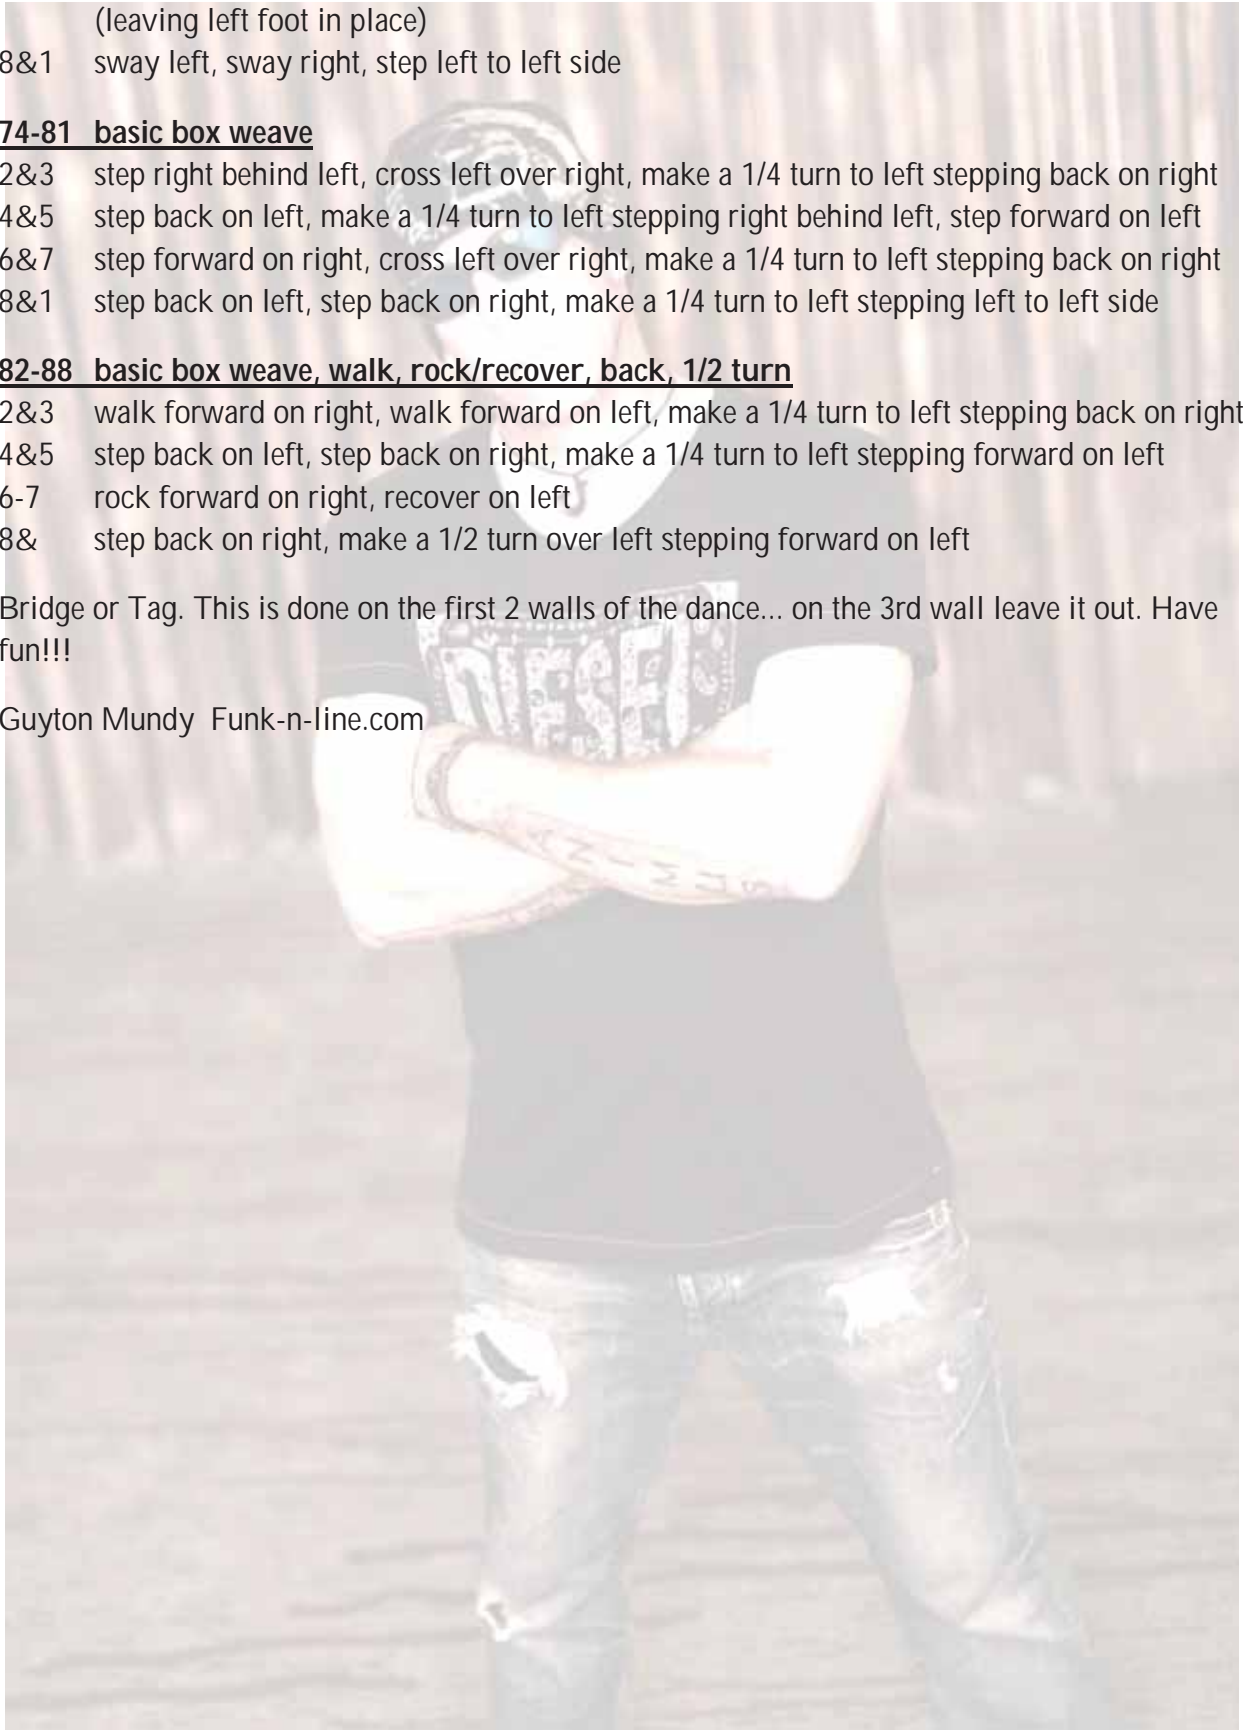 (leaving left foot in place)
8&1 sway left, sway right, step left to left side
74-81 basic box weave
2&3 step right behind left, cross left over right, make a 1/4 turn to left stepping back on right
4&5 step back on left, make a 1/4 turn to left stepping right behind left, step forward on left
6&7 step forward on right, cross left over right, make a 1/4 turn to left stepping back on right
8&1 step back on left, step back on right, make a 1/4 turn to left stepping left to left side
82-88 basic box weave, walk, rock/recover, back, 1/2 turn
2&3 walk forward on right, walk forward on left, make a 1/4 turn to left stepping back on right
4&5 step back on left, step back on right, make a 1/4 turn to left stepping forward on left
6-7 rock forward on right, recover on left
8& step back on right, make a 1/2 turn over left stepping forward on left
Bridge or Tag. This is done on the first 2 walls of the dance... on the 3rd wall leave it out. Have
fun!!!
DIESEL
Guyton Mundy Funk-n-line.com
ANIMUS